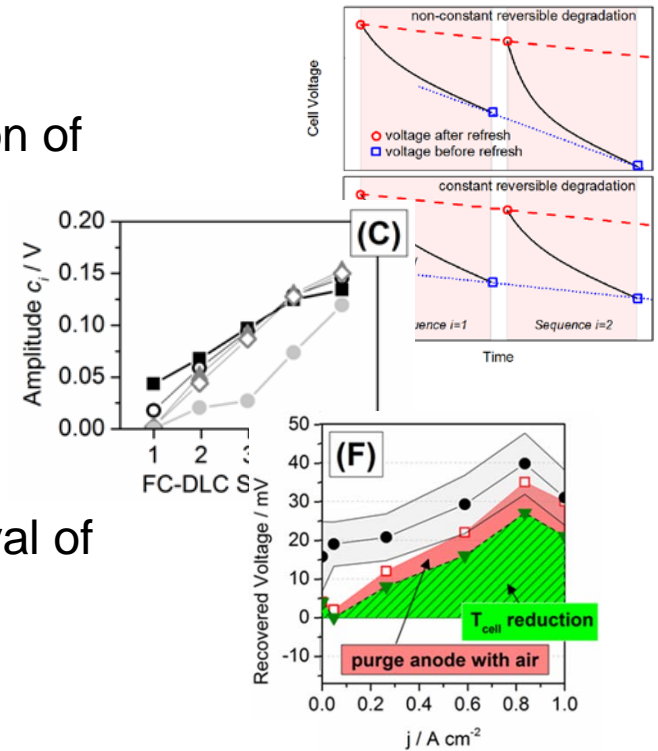 non-constant reversible degradation
Cell Voltage
voltage after refresh
voltage before refresh
constant reversible degradation
i=1
Sequence i=2
Time
on of
(C)
Amplitude c_i / V
0.20
0.15
0.10
0.05
0.00
1 2 3
FC-DLC S
val of
(F)
Recovered Voltage / mV
50
40
30
20
10
0
-10
T_cell reduction
purge anode with air
0.0 0.2 0.4 0.6 0.8 1.0
j / A cm⁻²